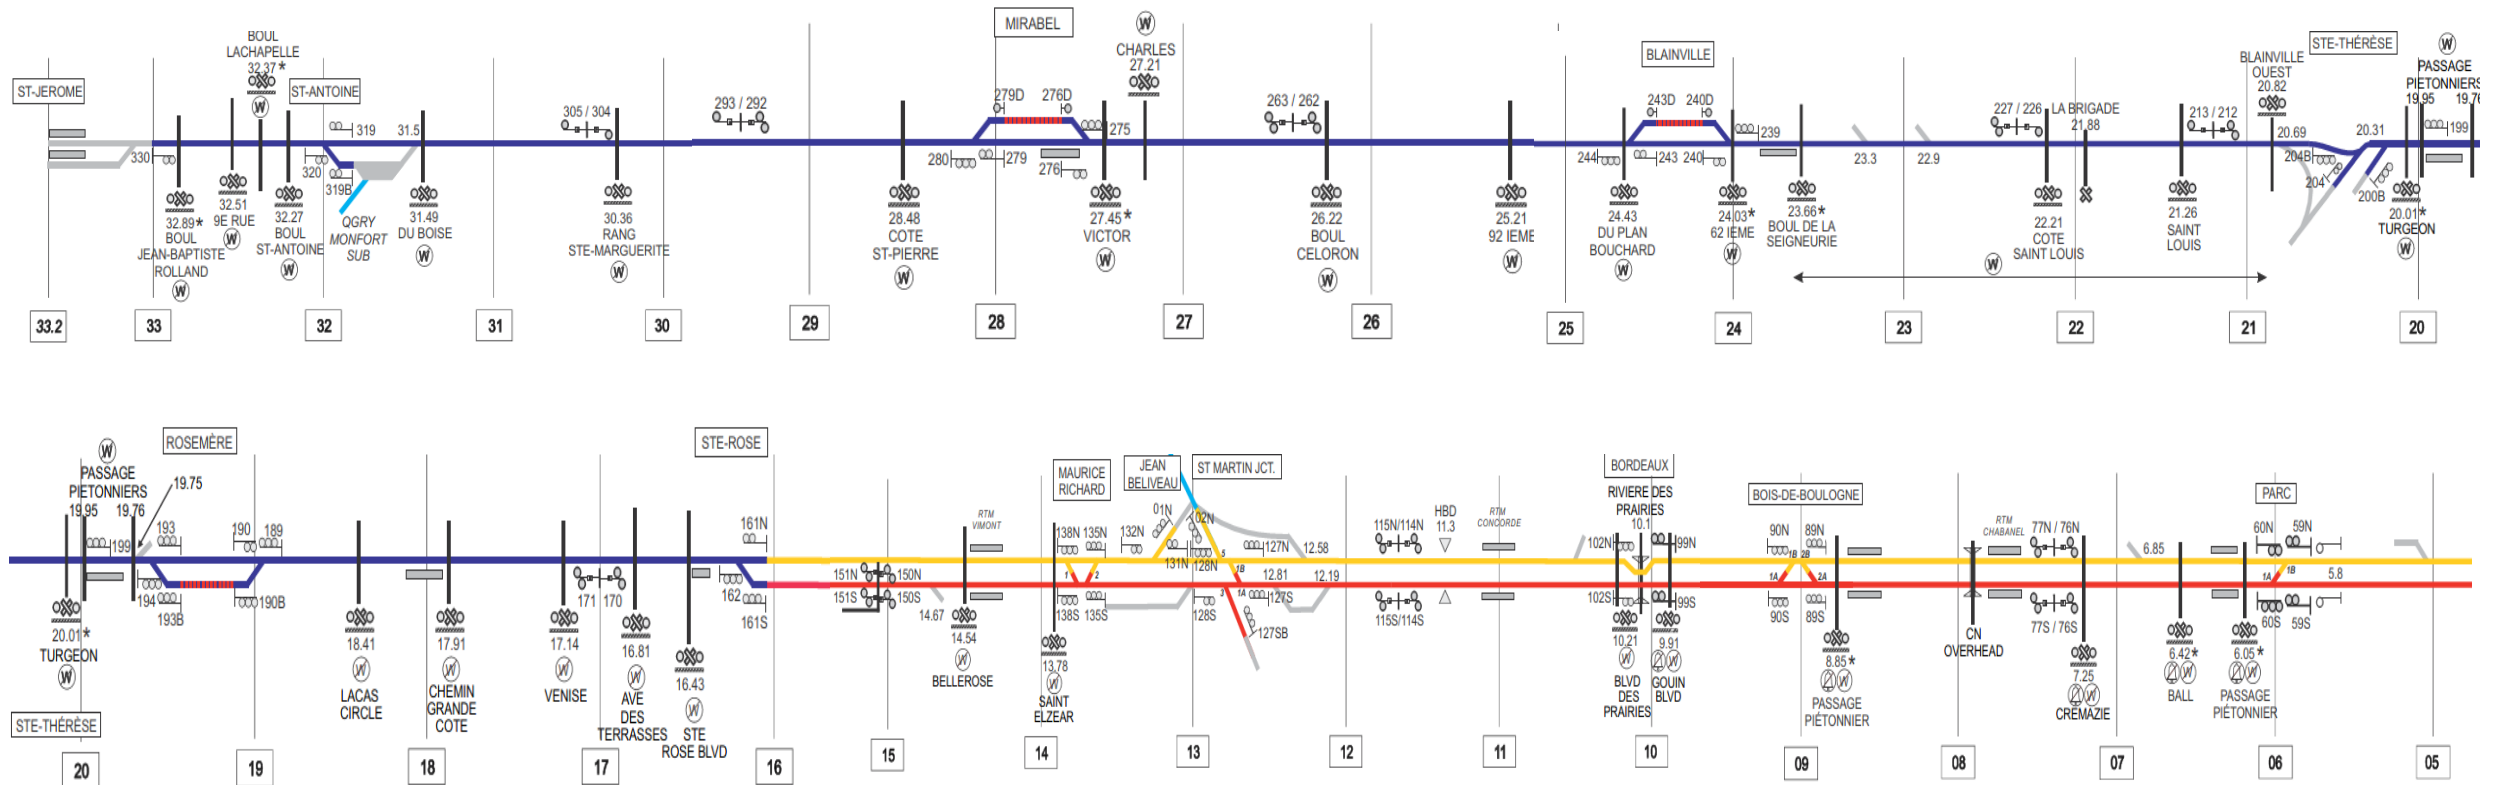 ST-JEROME
BOUL
LACHAPELLE
32.37*
W
ST-ANTOINE
330
32.89*
BOUL
JEAN-BAPTISTE
ROLLAND
W
32.51
9E RUE
W
32.27
BOUL
ST-ANTOINE
W
319
320
319B
QGRY
MONFORT
SUB
31.5
31.49
DU BOISE
W
305 / 304
30.36
RANG
STE-MARGUERITE
W
293 / 292
MIRABEL
279D
276D
280
279
275
276
28.48
COTE
ST-PIERRE
W
27.45*
VICTOR
W
W
CHARLES
27.21
263 / 262
26.22
BOUL
CELORON
W
25.21
92 IEME
W
BLAINVILLE
243D
240D
244
243
240
239
24.43
DU PLAN
BOUCHARD
W
24.03*
62 IEME
W
23.66*
BOUL DE LA
SEIGNEURIE
W
23.3
22.9
227 / 226
LA BRIGADE
21.88
22.21
COTE
SAINT LOUIS
213 / 212
21.26
SAINT
LOUIS
BLAINVILLE
OUEST
20.82
20.69
STE-THÉRÈSE
20.31
204B
204
200B
20.01*
TURGEON
W
W
PASSAGE
PIETONNIERS
19.95
19.76
199
33.2
33
32
31
30
29
28
27
26
25
24
23
22
21
20
W
PASSAGE
PIETONNIERS
19.95
19.76
19.75
199
20.01*
TURGEON
W
STE-THÉRÈSE
ROSEMÈRE
193
194
193B
190
189
190B
18.41
W
LACAS
CIRCLE
17.91
W
CHEMIN
GRANDE
COTE
17.14
W
VENISE
171
170
16.81
W
AVE
DES
TERRASSES
STE-ROSE
16.43
W
STE
ROSE BLVD
161N
162
161S
151N
150N
151S
150S
14.67
RTM
VIMONT
14.54
W
BELLEROSE
MAURICE
RICHARD
138N
135N
1
2
138S
135S
13.78
W
SAINT
ELZEAR
JEAN
BELIVEAU
ST MARTIN JCT.
132N
01N
02N
131N
128N
5
1B
3
1A
128S
127N
127S
127SB
12.81
12.58
12.19
115N/114N
115S/114S
HBD
11.3
RTM
CONCORDE
BORDEAUX
RIVIERE DES
PRAIRIES
10.1
102N
99N
102S
99S
10.21
W
BLVD
DES
PRAIRIES
9.91
W
GOUIN
BLVD
BOIS-DE-BOULOGNE
90N
89N
1B
2B
1A
2A
90S
89S
8.85*
W
PASSAGE
PIÉTONNIER
CN
OVERHEAD
RTM
CHABANEL
77N / 76N
77S / 76S
7.25
W
CREMAZIE
6.85
6.42*
W
BALL
PARC
60N
59N
1A
1B
60S
59S
6.05*
W
PASSAGE
PIÉTONNIER
5.8
20
19
18
17
16
15
14
13
12
11
10
09
08
07
06
05